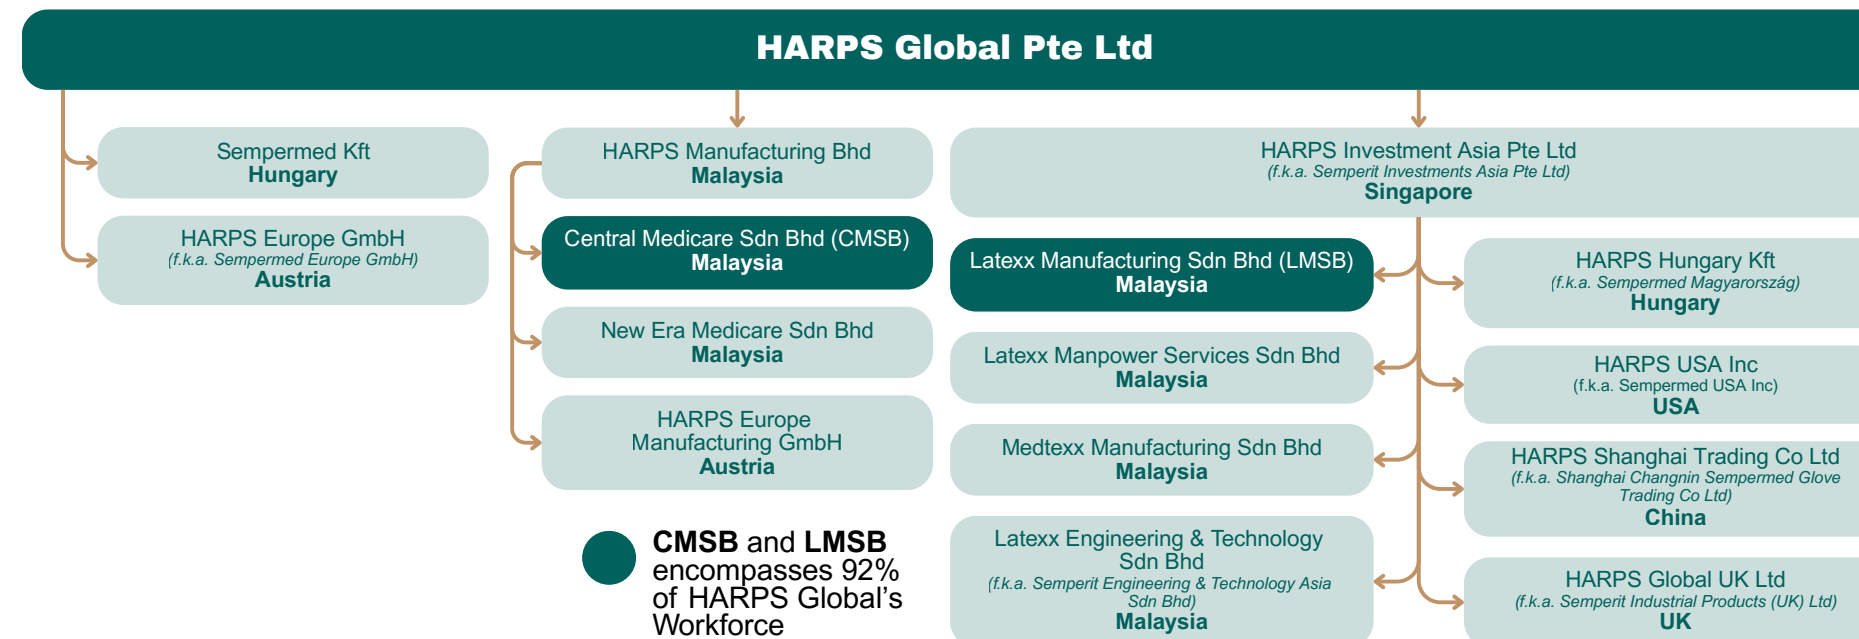 HARPS Global Pte Ltd
Sempermed Kft
Hungary
HARPS Europe GmbH
(f.k.a. Sempermed Europe GmbH)
Austria
HARPS Manufacturing Bhd
Malaysia
Central Medicare Sdn Bhd (CMSB)
Malaysia
New Era Medicare Sdn Bhd
Malaysia
HARPS Europe
Manufacturing GmbH
Austria
CMSB and LMSB
encompasses 92%
of HARPS Global's
Workforce
HARPS Investment Asia Pte Ltd
(f.k.a. Semperit Investments Asia Pte Ltd)
Singapore
Latexx Manufacturing Sdn Bhd (LMSB)
Malaysia
Latexx Manpower Services Sdn Bhd
Malaysia
Medtexx Manufacturing Sdn Bhd
Malaysia
Latexx Engineering & Technology
Sdn Bhd
(f.k.a. Semperit Engineering & Technology Asia
Sdn Bhd)
Malaysia
HARPS Hungary Kft
(f.k.a. Sempermed Magyarország)
Hungary
HARPS USA Inc
(f.k.a. Sempermed USA Inc)
USA
HARPS Shanghai Trading Co Ltd
(f.k.a. Shanghai Changnin Sempermed Glove
Trading Co Ltd)
China
HARPS Global UK Ltd
(f.k.a. Semperit Industrial Products (UK) Ltd)
UK